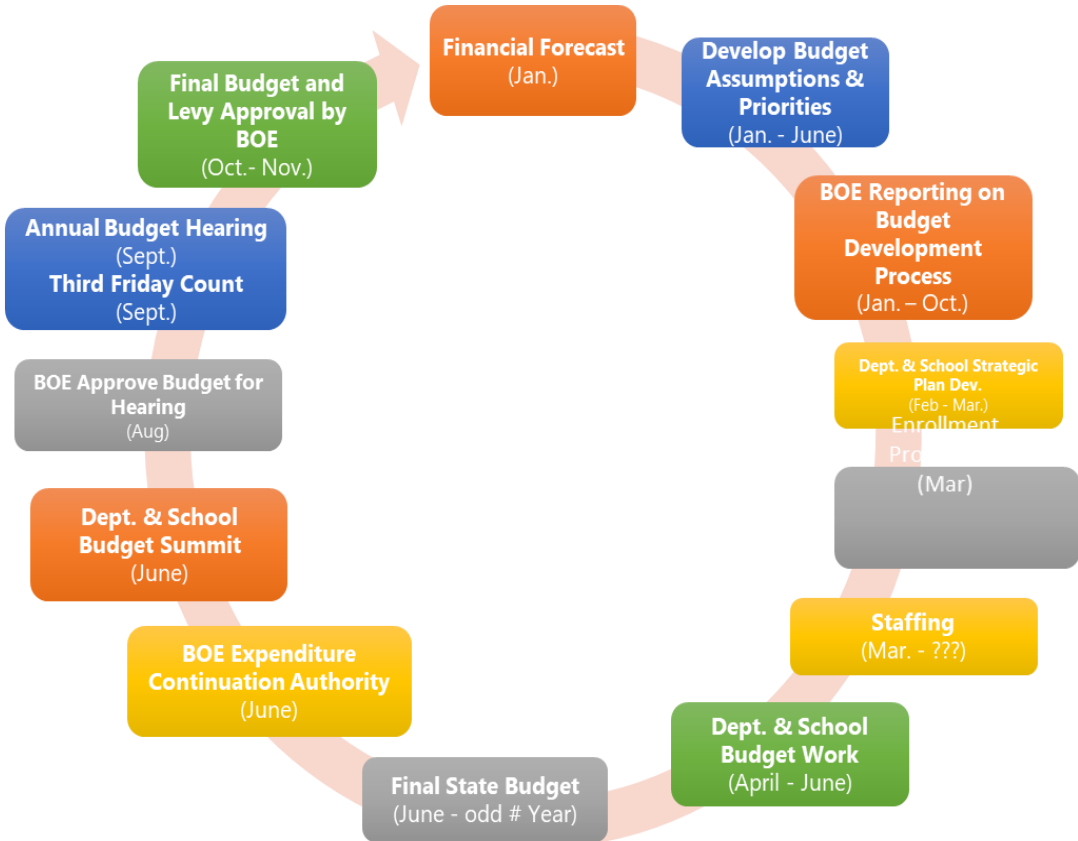 Financial Forecast
(Jan.)
Develop Budget
Assumptions &
Priorities
(Jan. - June)
BOE Reporting on
Budget
Development
Process
(Jan. – Oct.)
Dept. & School Strategic
Plan Dev.
(Feb - Mar.)
Enrollment
(Mar)
Staffing
(Mar. - ???)
Dept. & School
Budget Work
(April - June)
Final State Budget
(June - odd # Year)
BOE Expenditure
Continuation Authority
(June)
Dept. & School
Budget Summit
(June)
BOE Approve Budget for
Hearing
(Aug)
Annual Budget Hearing
(Sept.)
Third Friday Count
(Sept.)
Final Budget and
Levy Approval by
BOE
(Oct.- Nov.)